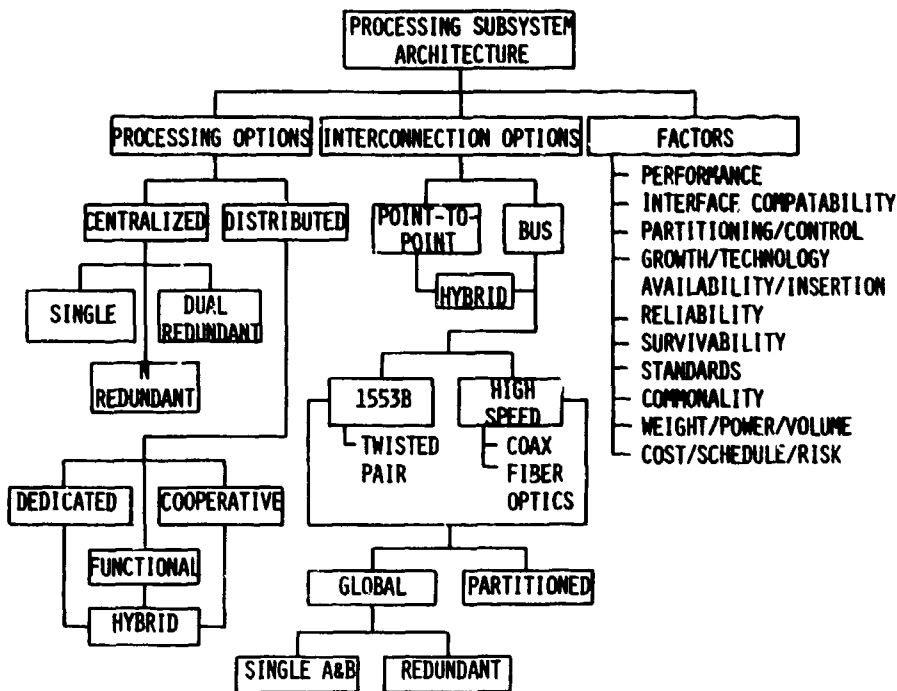 PROCESSING SUBSYSTEM
ARCHITECTURE
PROCESSING OPTIONS
INTERCONNECTION OPTIONS
FACTORS
CENTRALIZED
DISTRIBUTED
POINT-TO-
POINT
BUS
HYBRID
SINGLE
DUAL
REDUNDANT
N
REDUNDANT
PERFORMANCE
INTERFACE COMPATABILITY
PARTITIONING/CONTROL
GROWTH/TECHNOLOGY
AVAILABILITY/INSERTION
RELIABILITY
SURVIVABILITY
STANDARDS
COMMONALITY
WEIGHT/POWER/VOLUME
COST/SCHEDULE/RISK
1553B
TWISTED
PAIR
HIGH
SPEED
COAX
FIBER
OPTICS
DEDICATED
COOPERATIVE
FUNCTIONAL
HYBRID
GLOBAL
PARTITIONED
SINGLE A&B
REDUNDANT